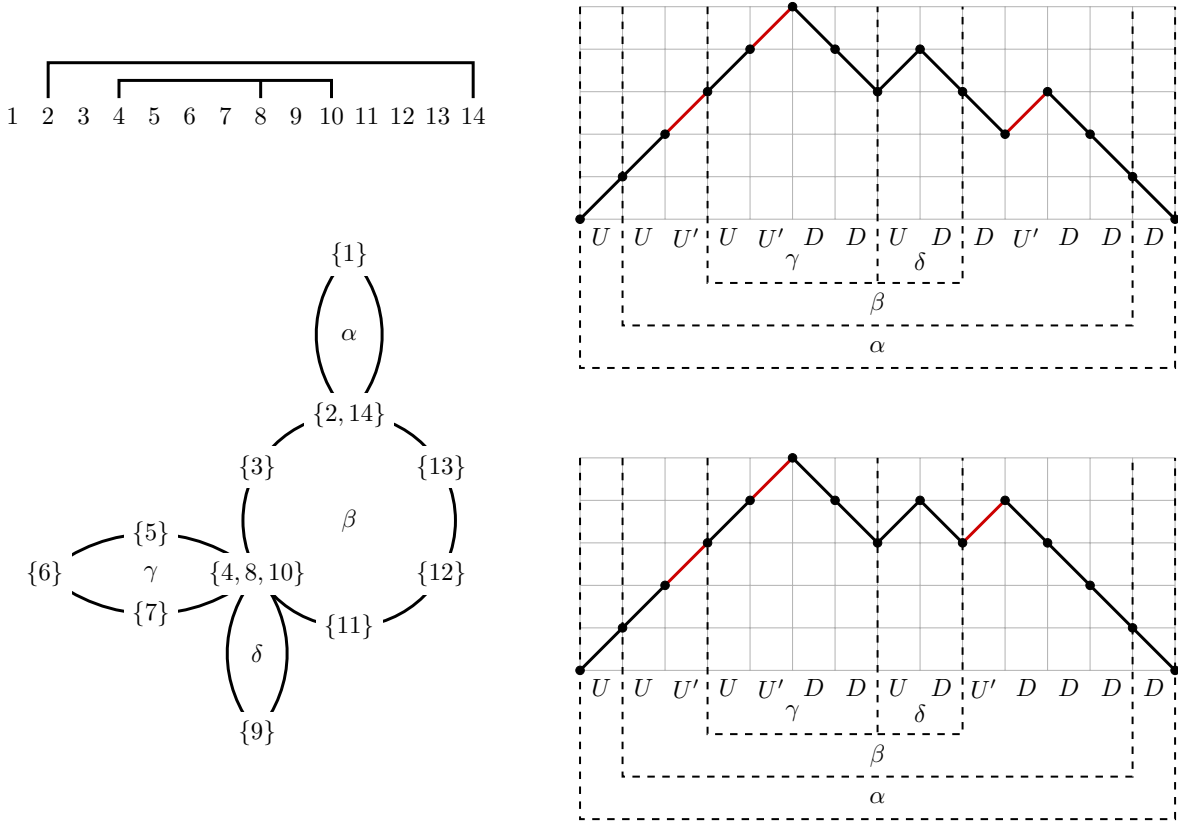 1 2 3 4 5 6 7 8 9 10 11 12 13 14
{1}
α
{2, 14}
{3} {13}
β
{5}
{6} γ {4, 8, 10} {12}
{7}
{11}
δ
{9}
U U U′ U U′ D D U D D U′ D D D
γ δ
β
α
U U U′ U U′ D D U D U′ D D D D
γ δ
β
α